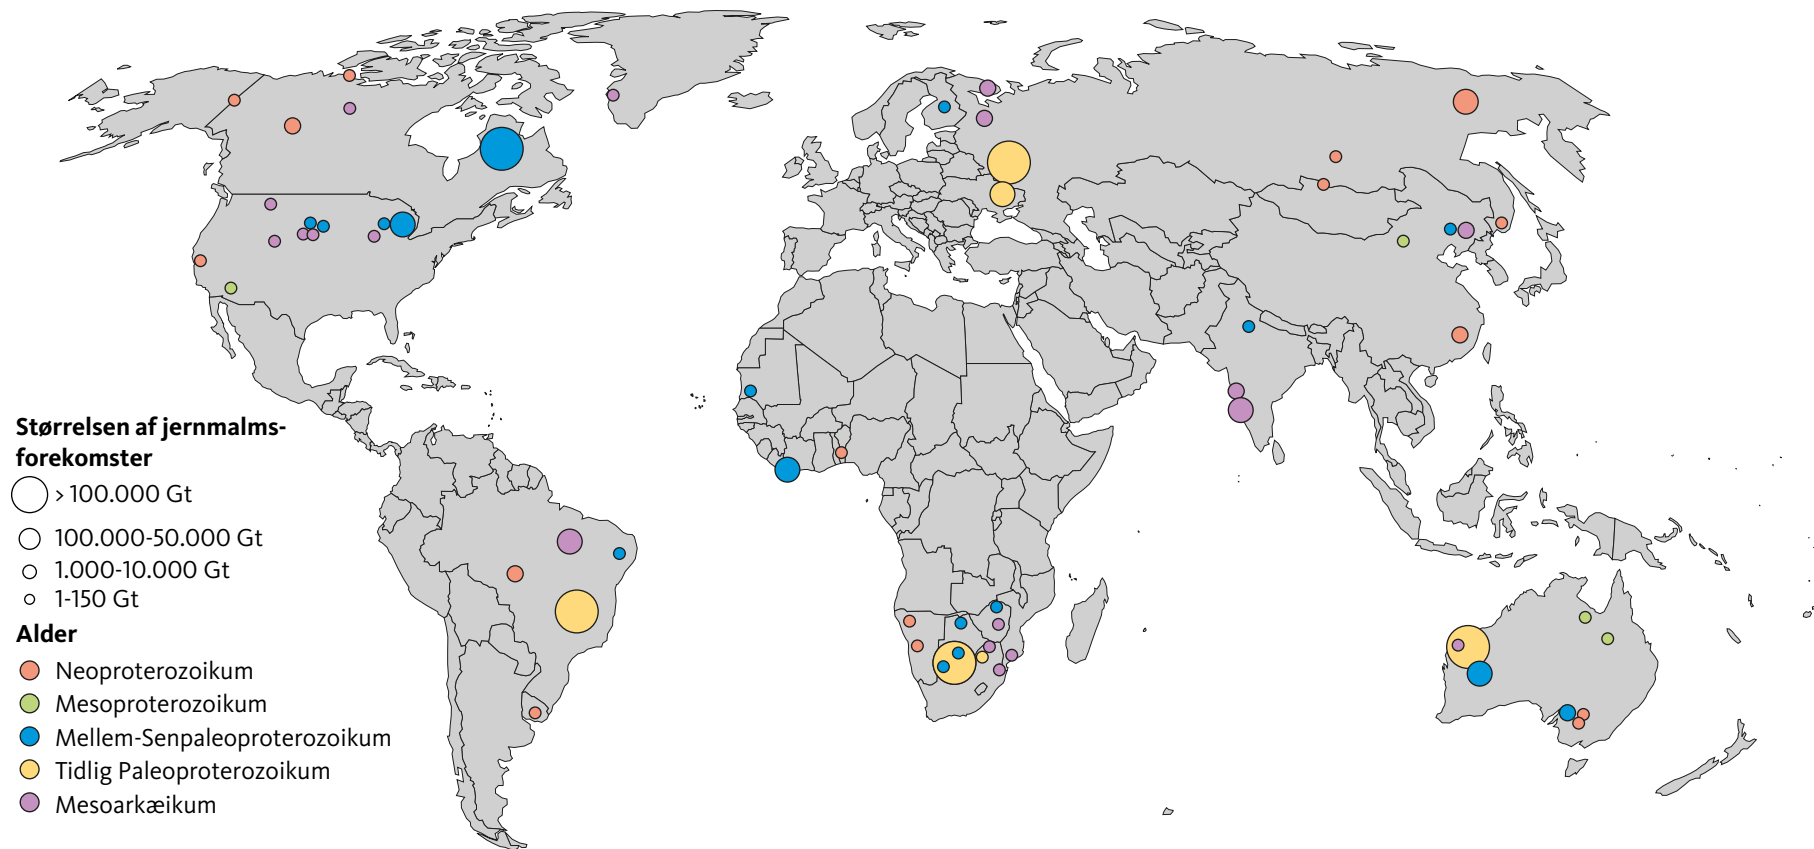 Størrelsen af jernmalms-
forekomster
> 100.000 Gt
100.000-50.000 Gt
1.000-10.000 Gt
1-150 Gt
Alder
Neoproterozoikum
Mesoproterozoikum
Mellem-Senpaleoproterozoikum
Tidlig Paleoproterozoikum
Mesoarkæikum